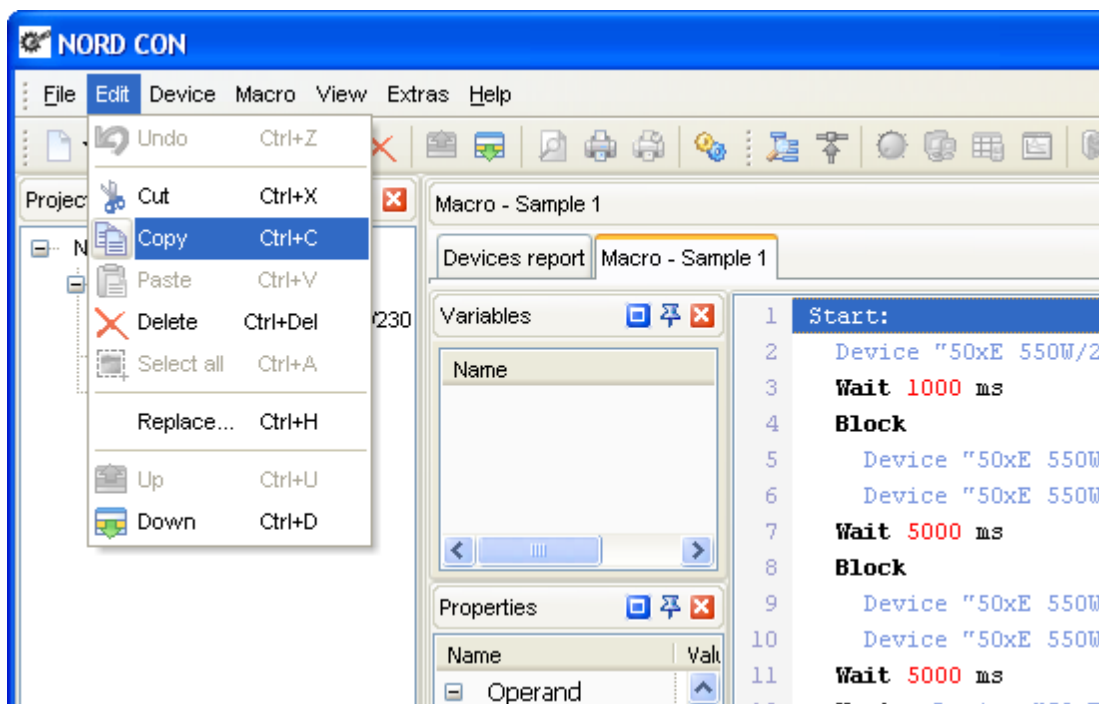 NORD CON
File Edit Device Macro View Extras Help
Undo Ctrl+Z
Cut Ctrl+X
Copy Ctrl+C
Paste Ctrl+V
Delete Ctrl+Del
Select all Ctrl+A
Replace... Ctrl+H
Up Ctrl+U
Down Ctrl+D
Projec
N
/230
Macro - Sample 1
Devices report Macro - Sample 1
Variables
Name
Properties
Name Valu
Operand
1 Start:
2 Device "50xE 550W/2
3 Wait 1000 ms
4 Block
5 Device "50xE 550W
6 Device "50xE 550W
7 Wait 5000 ms
8 Block
9 Device "50xE 550W
10 Device "50xE 550W
11 Wait 5000 ms